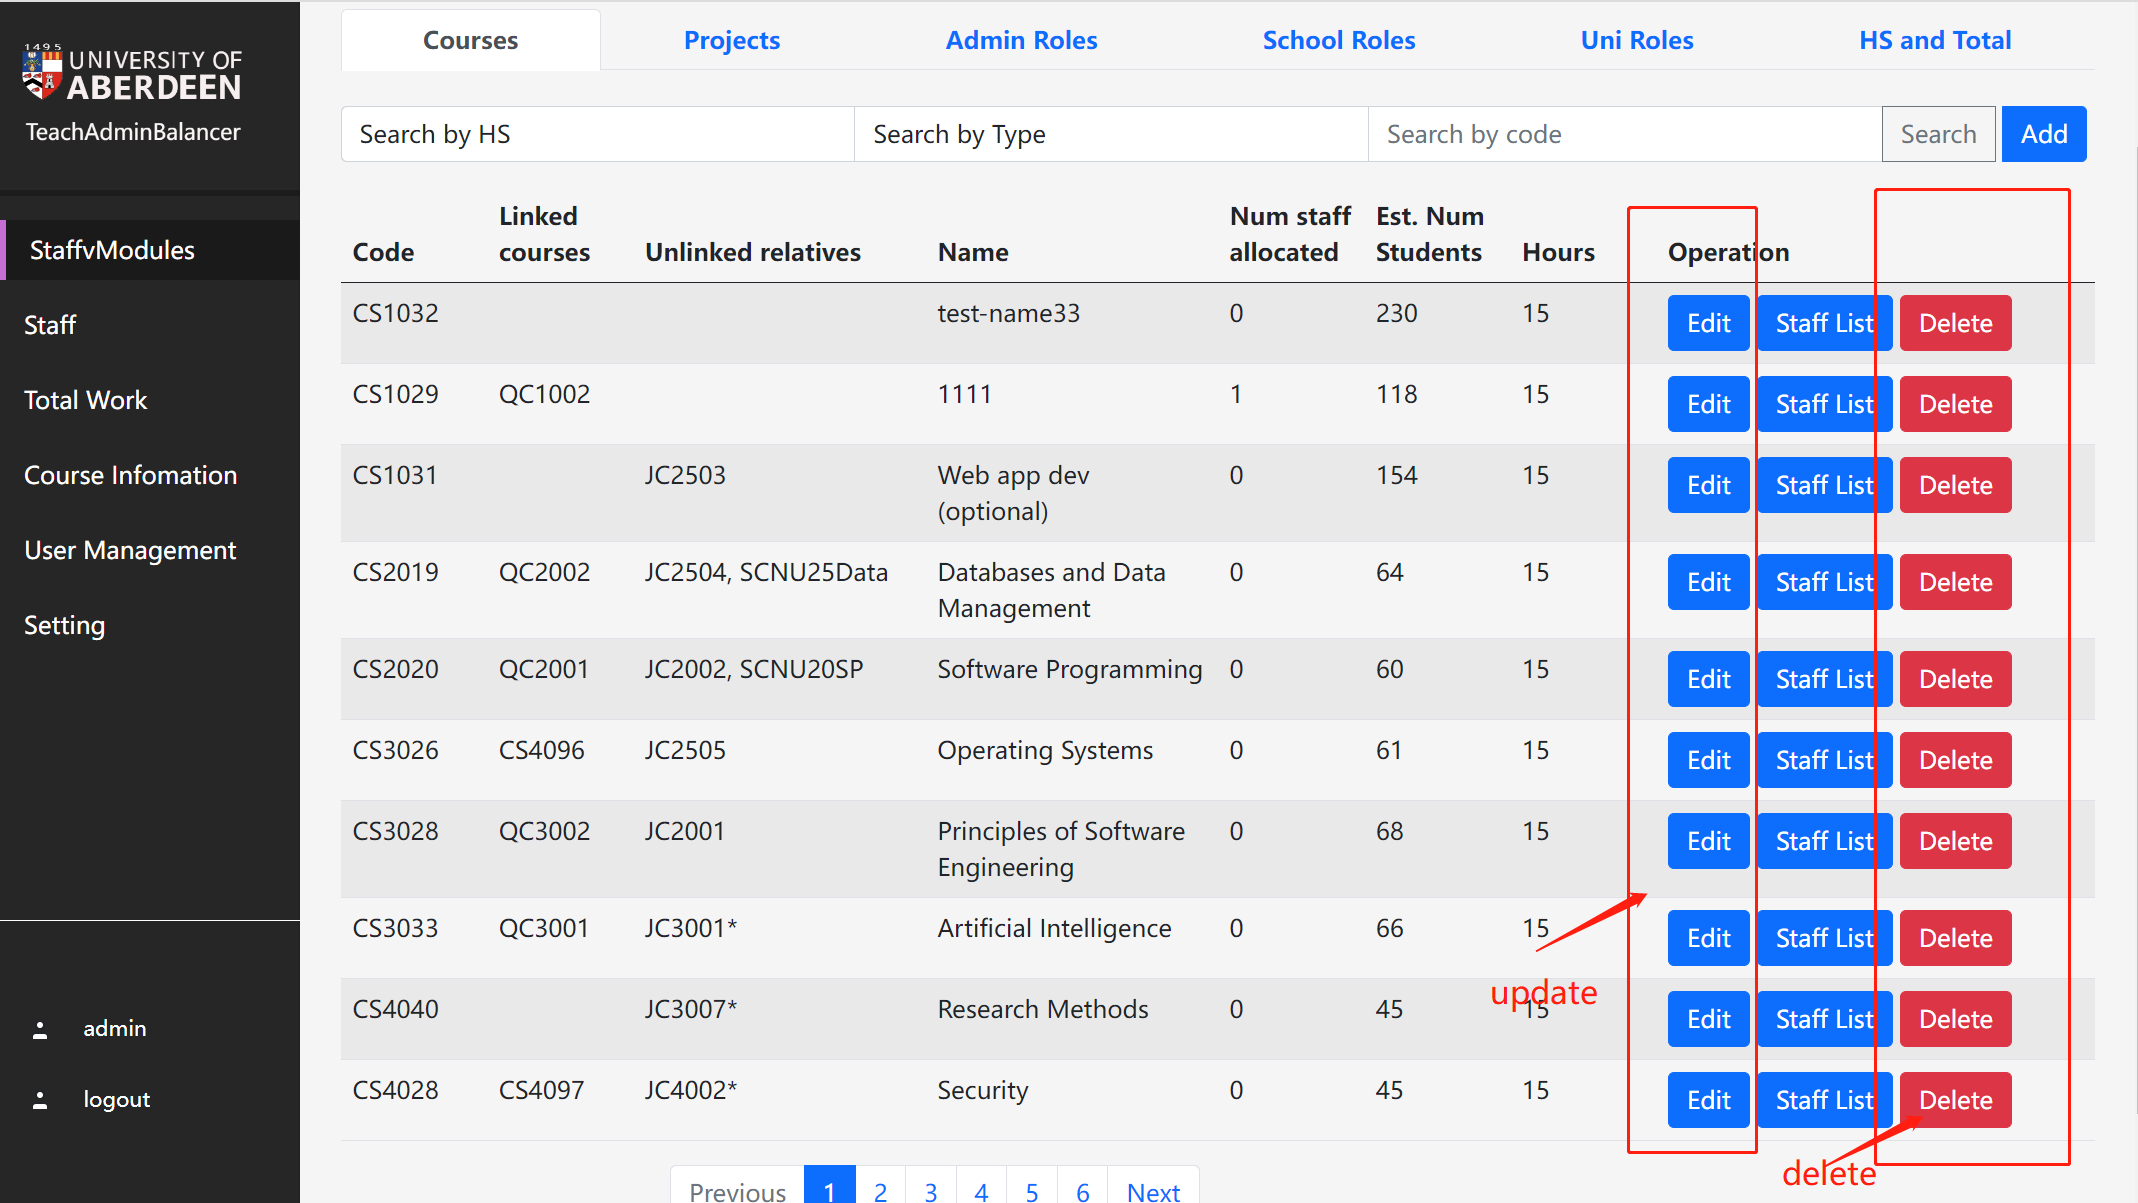 1495
UNIVERSITY OF
ABERDEEN
TeachAdminBalancer
StaffvModules
Staff
Total Work
Course Infomation
User Management
Setting
admin
logout
Courses Projects Admin Roles School Roles Uni Roles HS and Total
Search by HS Search by Type Search by code Search Add
Linked Num staff Est. Num
Code courses Unlinked relatives Name allocated Students Hours Operation
CS1032 test-name33 0 230 15 Edit Staff List Delete
CS1029 QC1002 1111 1 118 15 Edit Staff List Delete
CS1031 JC2503 Web app dev 0 154 15 Edit Staff List Delete
(optional)
CS2019 QC2002 JC2504, SCNU25Data Databases and Data 0 64 15 Edit Staff List Delete
Management
CS2020 QC2001 JC2002, SCNU20SP Software Programming 0 60 15 Edit Staff List Delete
CS3026 CS4096 JC2505 Operating Systems 0 61 15 Edit Staff List Delete
CS3028 QC3002 JC2001 Principles of Software 0 68 15 Edit Staff List Delete
Engineering
CS3033 QC3001 JC3001* Artificial Intelligence 0 66 15 Edit Staff List Delete
update
CS4040 JC3007* Research Methods 0 45 15 Edit Staff List Delete
CS4028 CS4097 JC4002* Security 0 45 15 Edit Staff List Delete
delete
Previous 1 2 3 4 5 6 Next